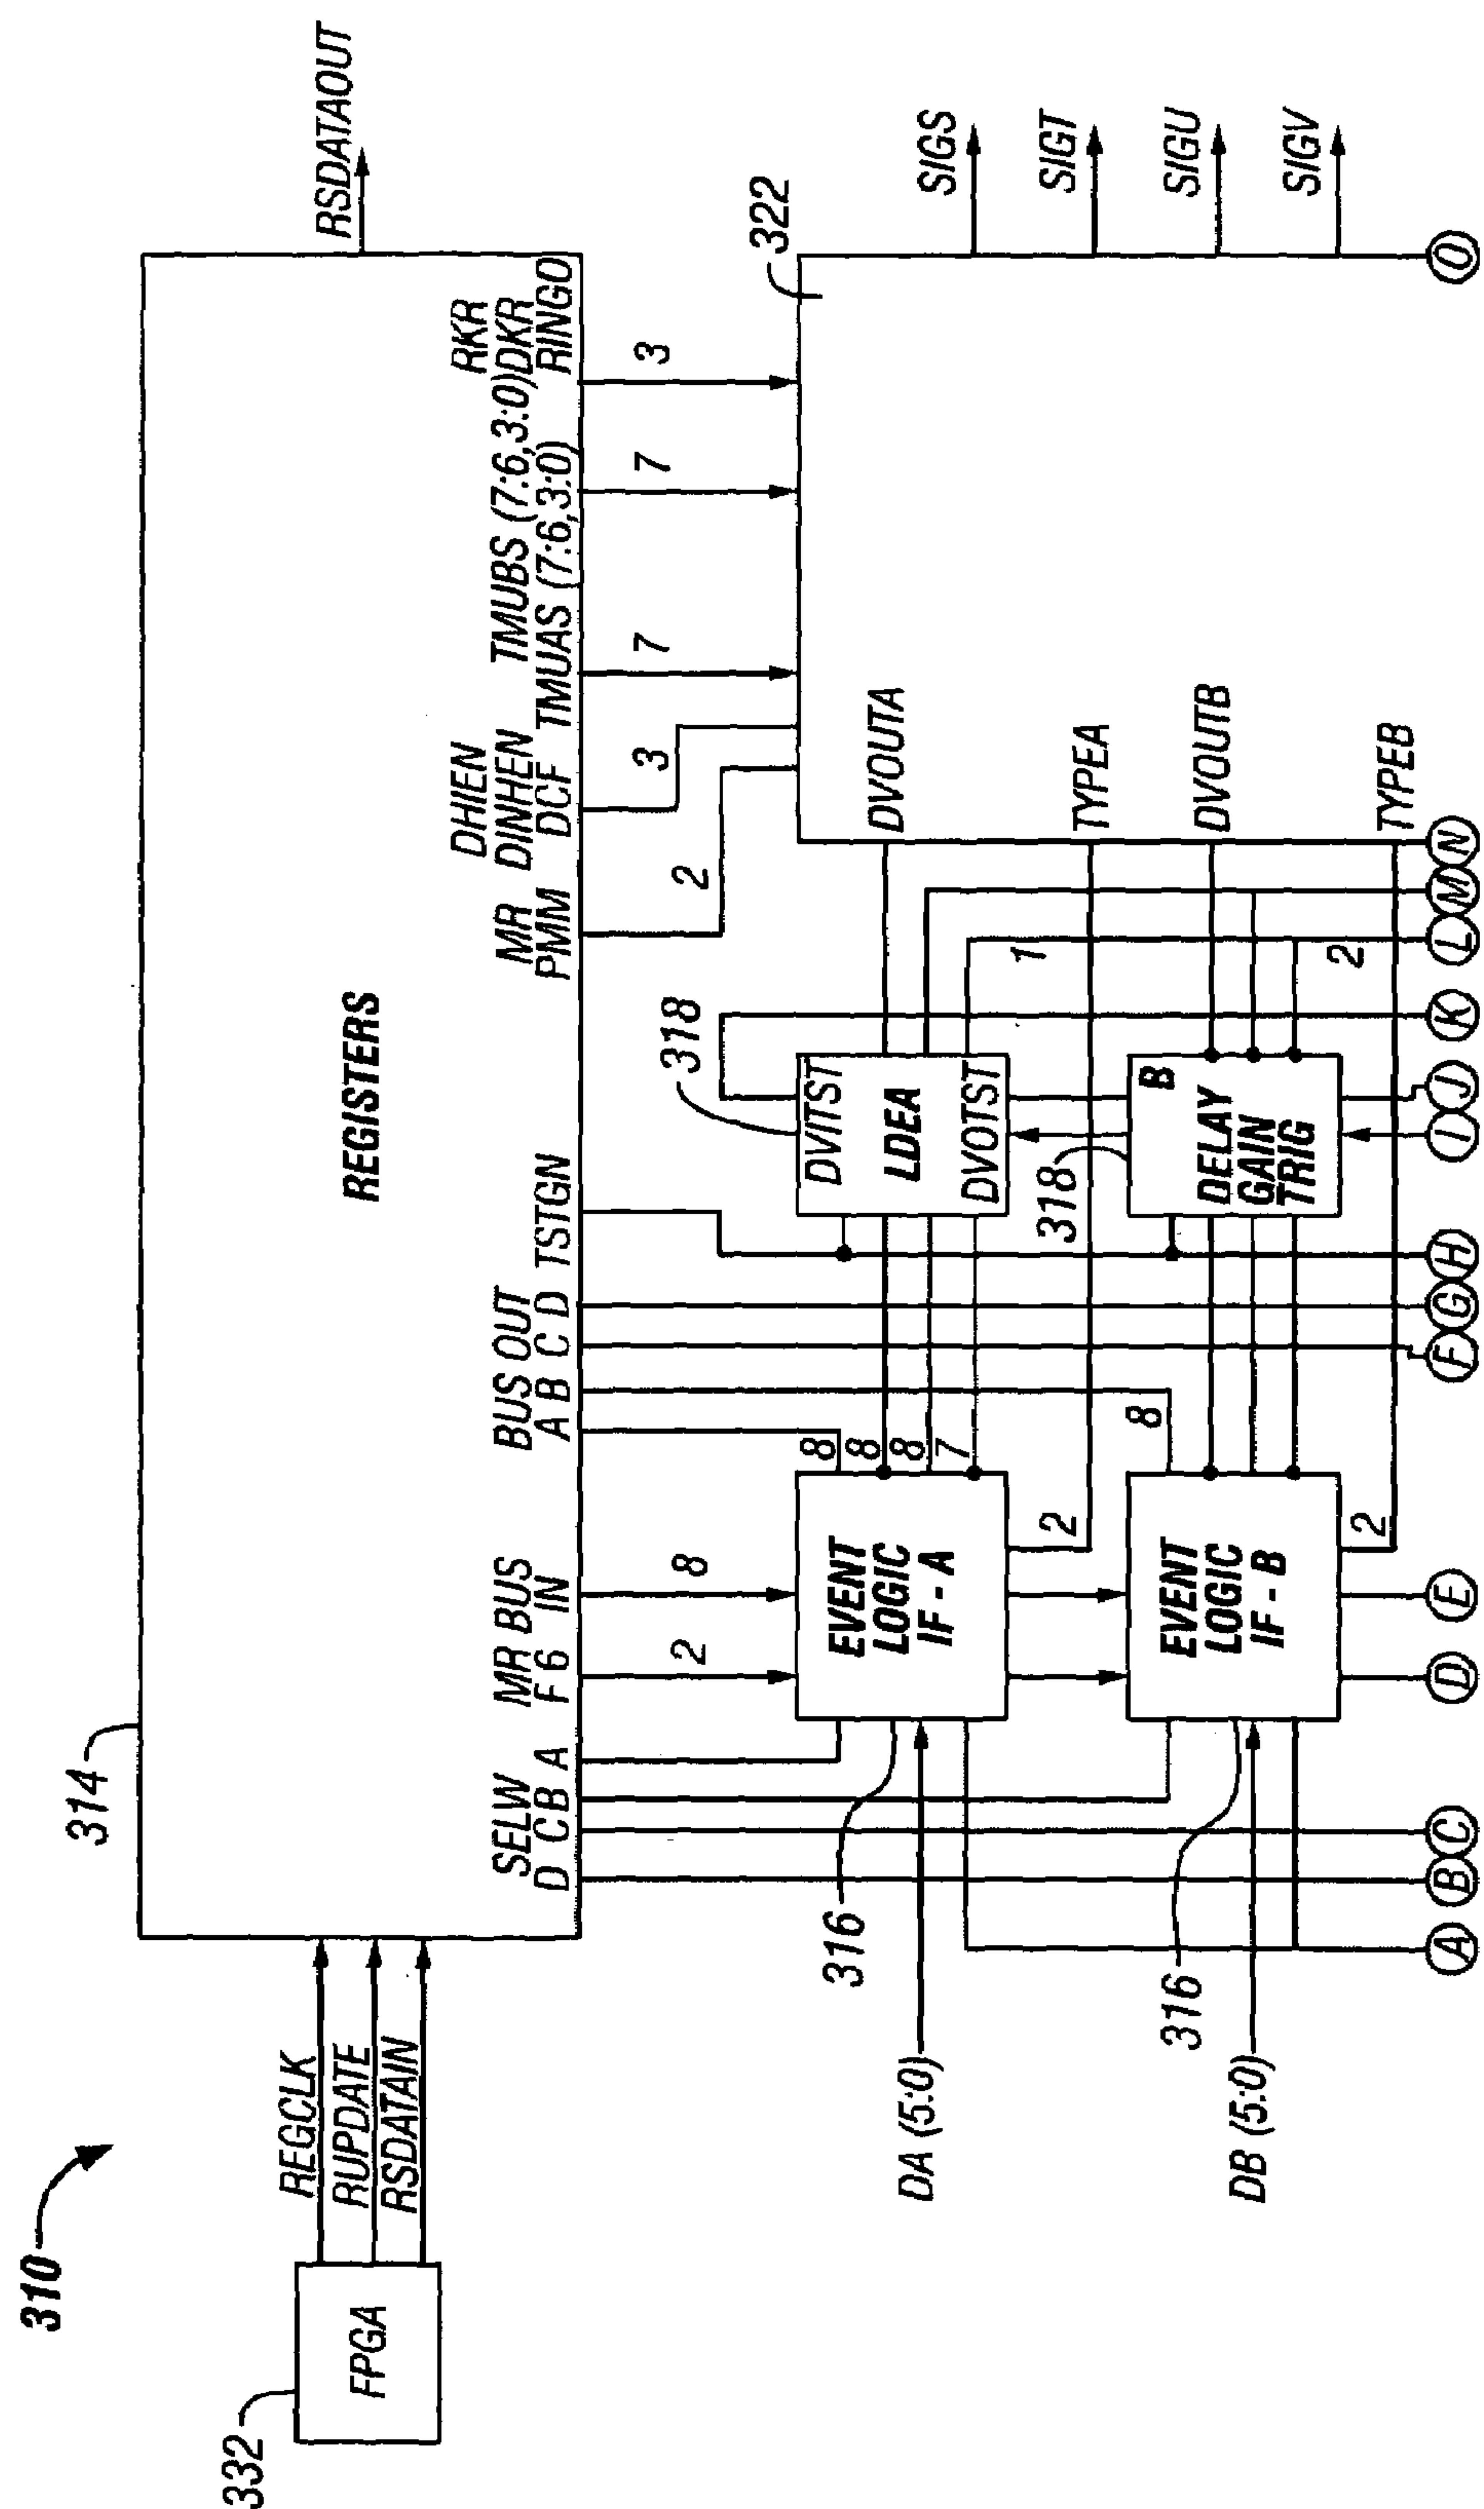 310
332
FPGA
REGCLK
RUPDATE
RSDATAIN
314
REGISTERS
RSDATAOUT
SELW
D C B A
MR BUS
F 6 IN
BUS OUT
A B C D
TSTGN
MR
PMM
DHIEN
DINHEN
DCF
TMUBS (7:6,3:0)
TMUAS (7:6,3:0)
RKR
DKR
RINGO
2
8
2
3
7
7
3
322
SIGS
SIGT
SIGU
SIGV
316
DA (5:0)
EVENT
LOGIC
IF - A
8
8
8
7
2
318
DVITST
LDEA
DVOTST
1
DVOUTA
TYPEA
316
DB (5:0)
EVENT
LOGIC
IF - B
8
2
318
B
DELAY
GAIN
TRIG
2
DVOUTB
TYPEB
A B C D E F G H I J K L M N O